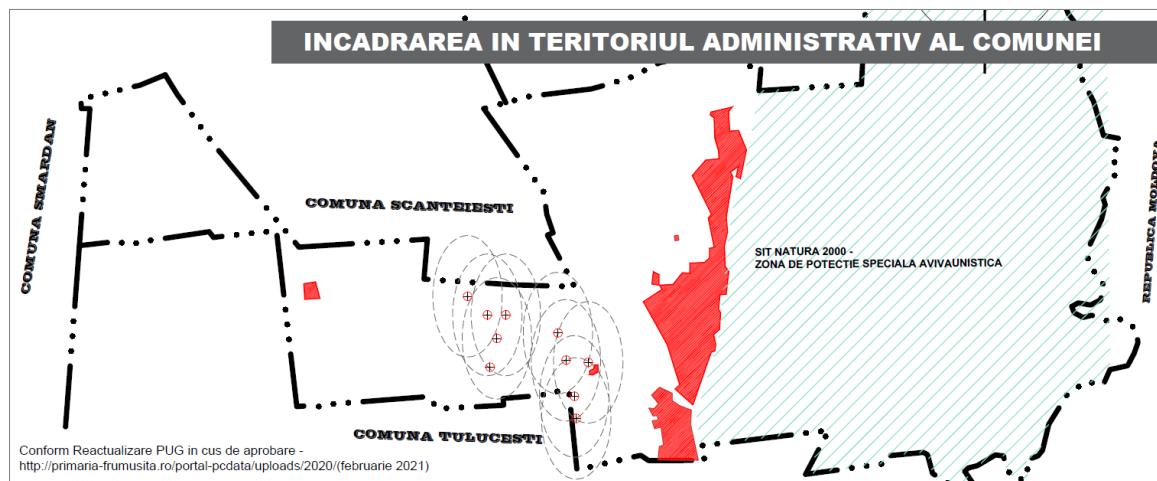 INCADRAREA IN TERITORIUL ADMINISTRATIV AL COMUNEI
COMUNA SMARDAN
COMUNA SCANTEIESTI
SIT NATURA 2000 -
ZONA DE POTECTIE SPECIALA AVIVAUNISTICA
REPUBLICA MOLDOVA
COMUNA TULUCESTI
Conform Reactualizare PUG in cus de aprobare -
http://primaria-frumusita.ro/portal-pcdata/uploads/2020/(februarie 2021)